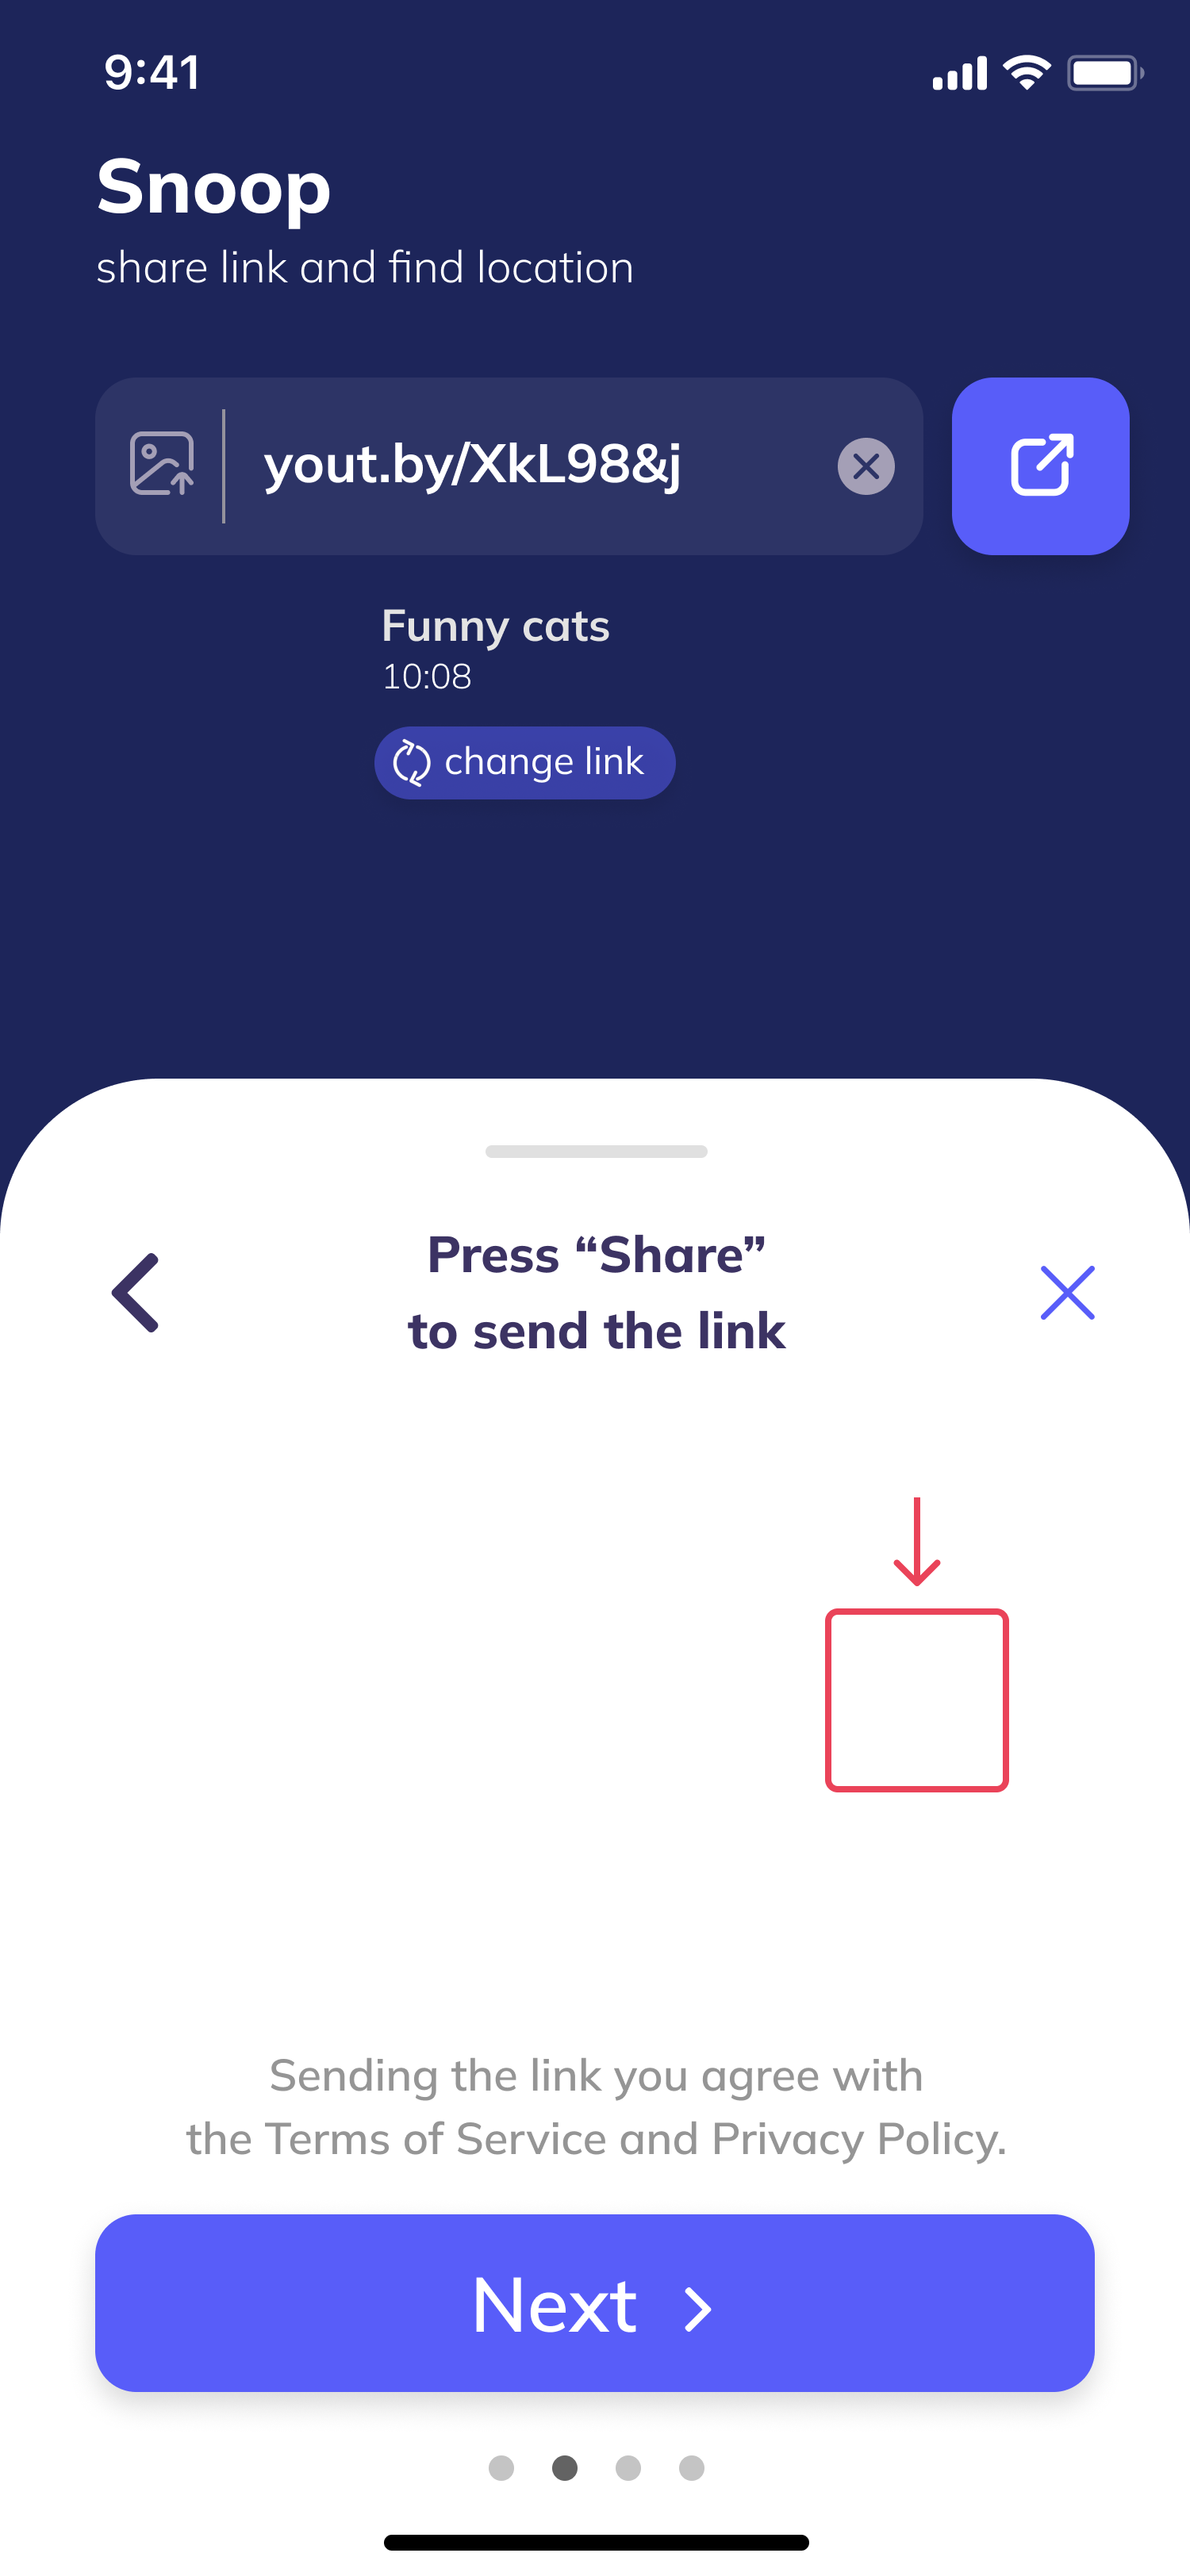 9:41
Snoop
share link and find location
yout.by/XkL98&j
Funny cats
10:08
change link
Press “Share”
to send the link
Sending the link you agree with
the Terms of Service and Privacy Policy.
Next